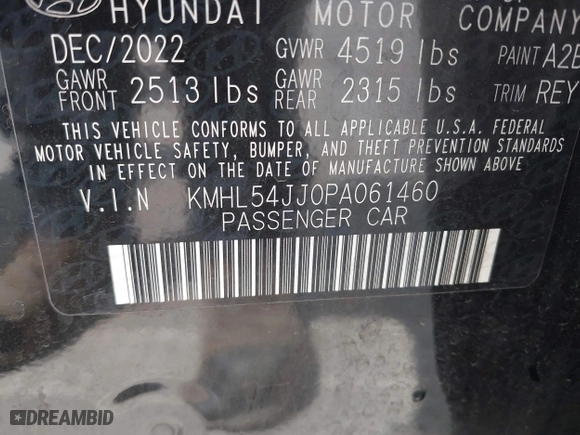 HYUNDAI MOTOR COMPANY
DEC/2022 GVWR 4519 lbs PAINT A2B
GAWR FRONT 2513 lbs GAWR REAR 2315 lbs TRIM REY
THIS VEHICLE CONFORMS TO ALL APPLICABLE U.S.A. FEDERAL
MOTOR VEHICLE SAFETY, BUMPER, AND THEFT PREVENTION STANDARDS
IN EFFECT ON THE DATE OF MANUFACTURE SHOWN ABOVE
V.I.N KMHL54JJ0PA061460
PASSENGER CAR
DREAMBID